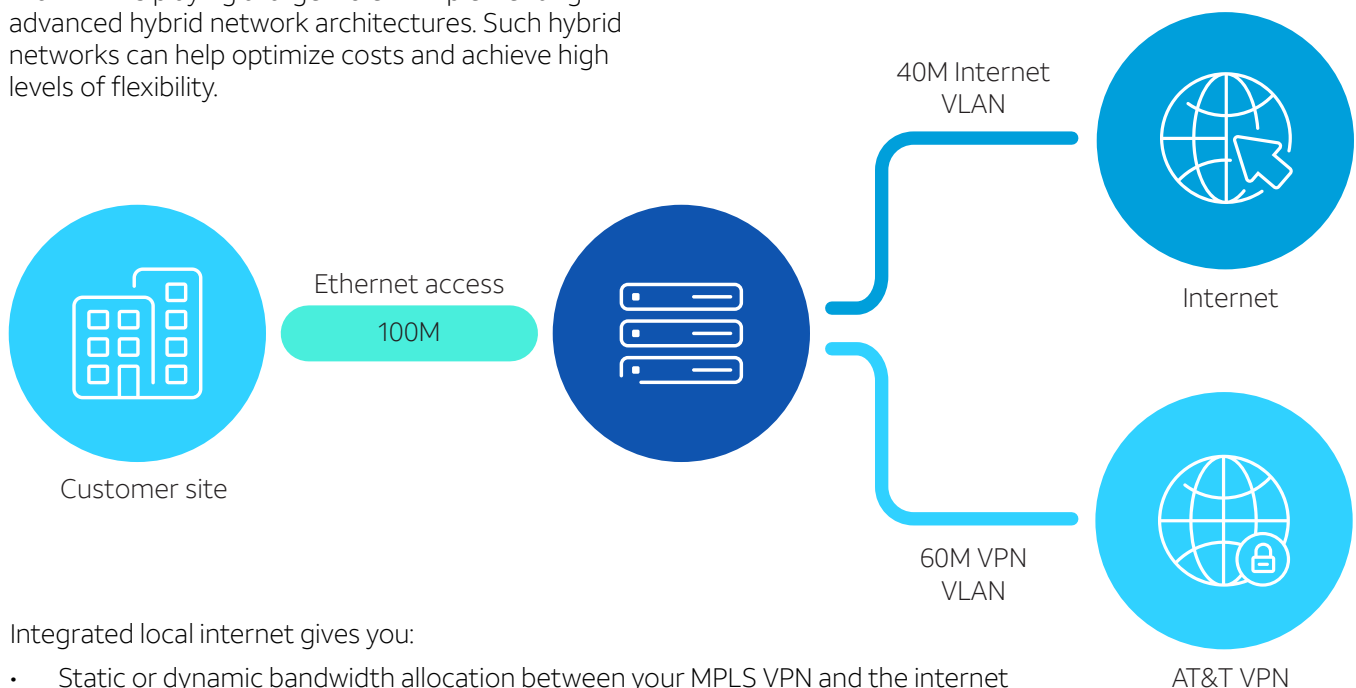 advanced hybrid network architectures. Such hybrid
networks can help optimize costs and achieve high
levels of flexibility.
40M Internet
VLAN
Internet
Ethernet access
100M
Customer site
60M VPN
VLAN
AT&T VPN
Integrated local internet gives you:
• Static or dynamic bandwidth allocation between your MPLS VPN and the internet